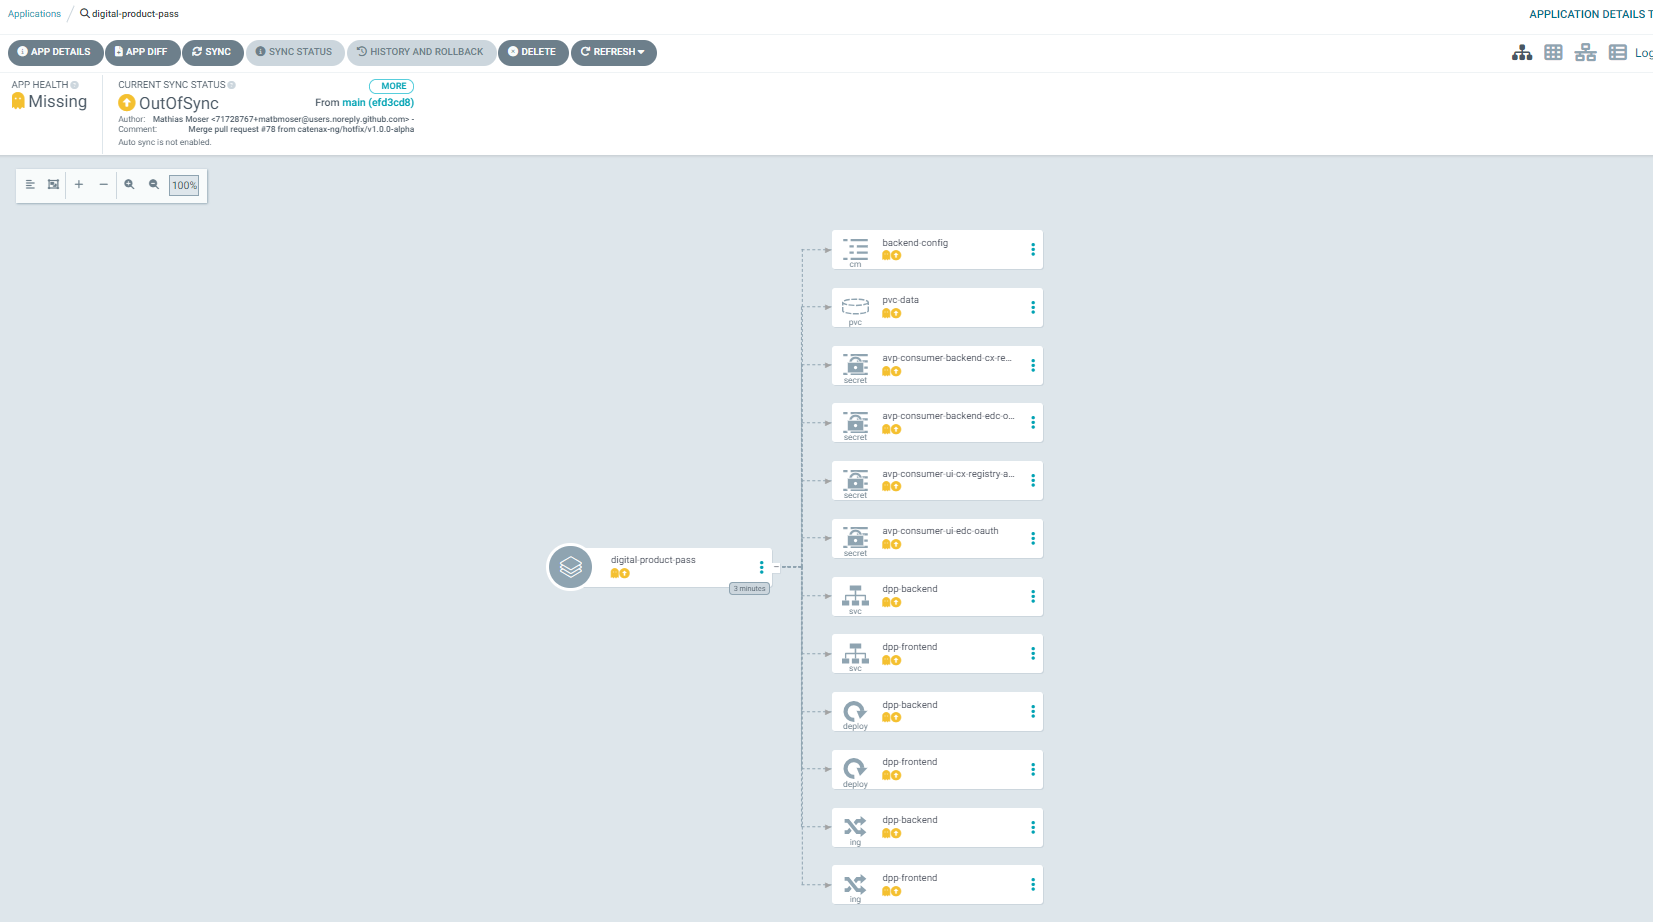 Applications / digital-product-pass
APPLICATION DETAILS T
APP DETAILS APP DIFF SYNC SYNC STATUS HISTORY AND ROLLBACK DELETE REFRESH
Log
APP HEALTH
Missing
CURRENT SYNC STATUS MORE
OutOfSync From main (efd3cd8)
Author: Mathias Moser <71728767+matbmoser@users.noreply.github.com> -
Comment: Merge pull request #78 from catenax-ng/hotfix/v1.0.0-alpha
Auto sync is not enabled.
100%
backend-config
cm
pvc-data
pvc
avp-consumer-backend-cx-re...
secret
avp-consumer-backend-edc-o...
secret
avp-consumer-ui-cx-registry-a...
secret
avp-consumer-ui-edc-oauth
secret
digital-product-pass
3 minutes
dpp-backend
svc
dpp-frontend
svc
dpp-backend
deploy
dpp-frontend
deploy
dpp-backend
ing
dpp-frontend
ing